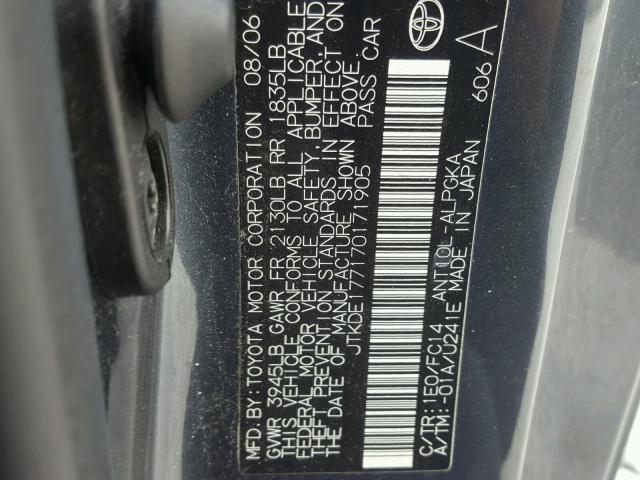 MFD. BY: TOYOTA MOTOR CORPORATION 08/06
GVWR 3945LB GAWR FR 2130LB RR 1835LB
THIS VEHICLE CONFORMS TO ALL APPLICABLE
FEDERAL MOTOR VEHICLE SAFETY, BUMPER, AND
THEFT PREVENTION STANDARDS IN EFFECT ON
THE DATE OF MANUFACTURE SHOWN ABOVE.
JTKDE177170171905 PASS CAR
C/TR: 1E0/FC14 ANT10L-ALPGKA
A/TM: -01A/U241E MADE IN JAPAN
606 A